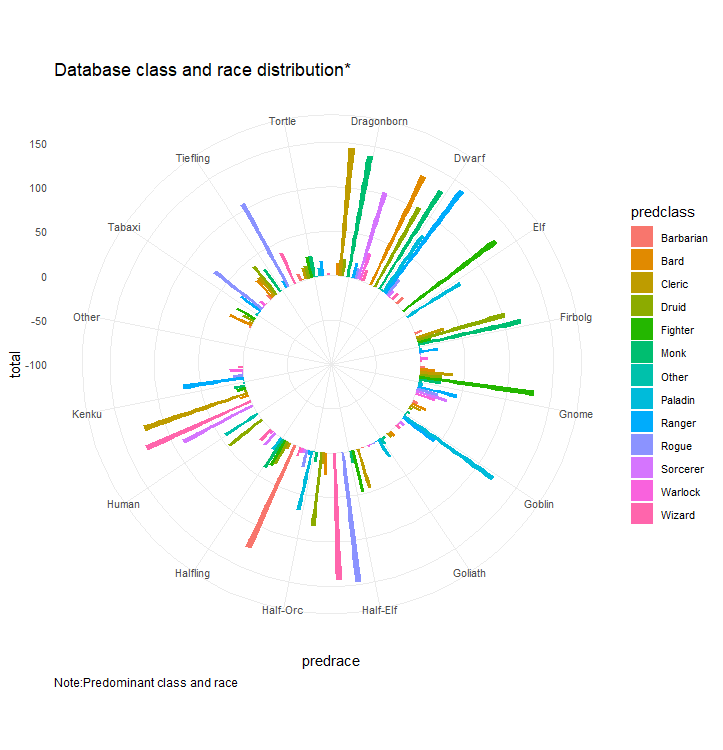 Database class and race distribution*
Tortle
Dragonborn
Tiefling
Dwarf
Tabaxi
Elf
Other
Firbolg
Kenku
Gnome
Human
Goblin
Halfling
Goliath
Half-Orc
Half-Elf
150
100
50
0
-50
-100
total
predrace
Note:Predominant class and race
predclass
Barbarian
Bard
Cleric
Druid
Fighter
Monk
Other
Paladin
Ranger
Rogue
Sorcerer
Warlock
Wizard